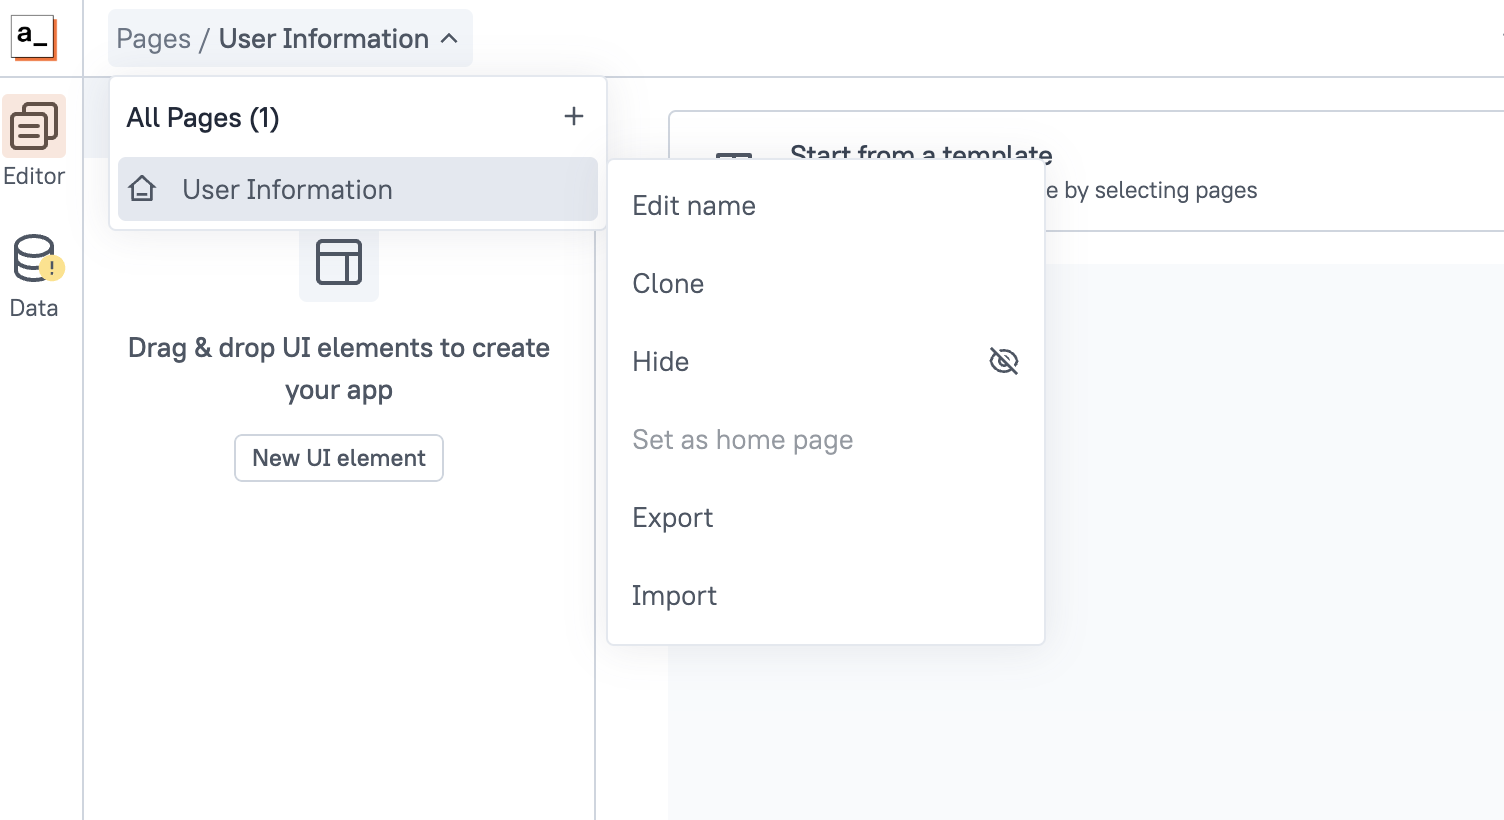 a_
Pages / User Information
All Pages (1)
User Information
Editor
Data
Drag & drop UI elements to create
your app
New UI element
Start from a template
e by selecting pages
Edit name
Clone
Hide
Set as home page
Export
Import